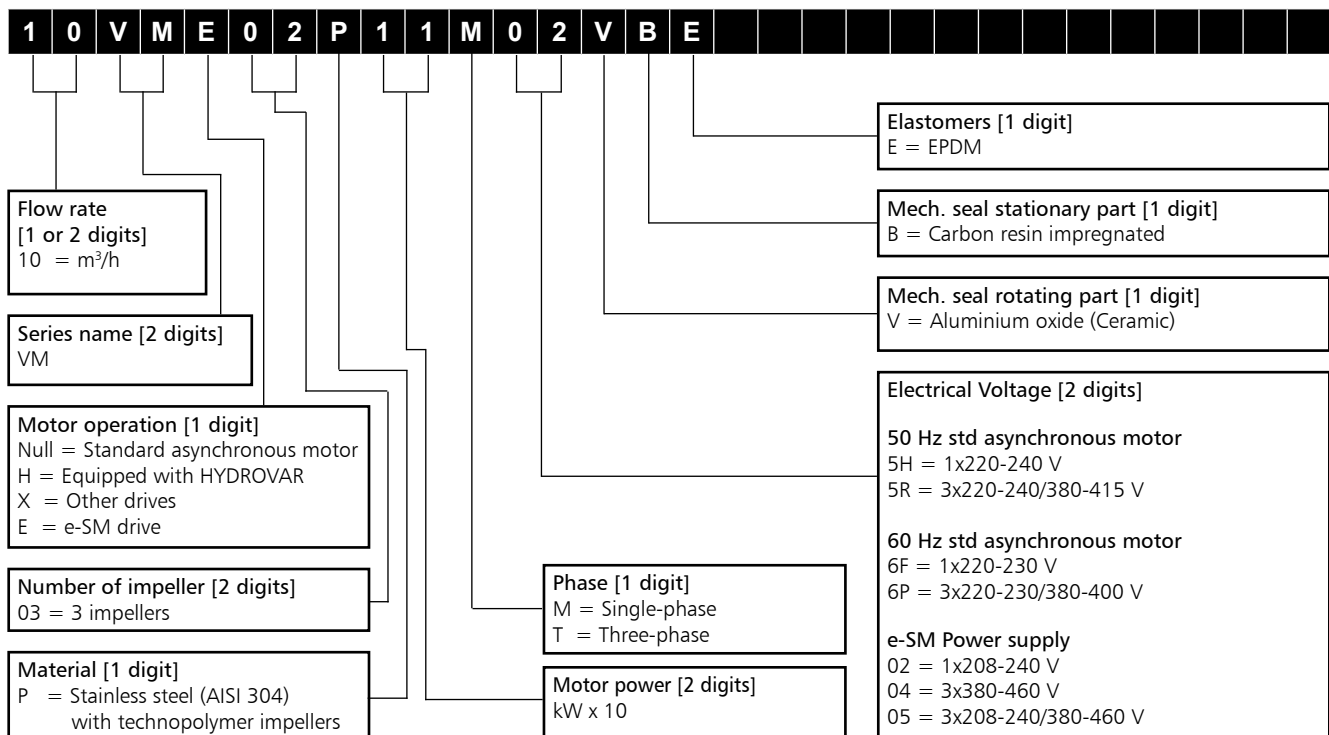 1 0 V M E 0 2 P 1 1 M 0 2 V B E
Flow rate
[1 or 2 digits]
10 = m³/h
Series name [2 digits]
VM
Motor operation [1 digit]
Null = Standard asynchronous motor
H = Equipped with HYDROVAR
X = Other drives
E = e-SM drive
Number of impeller [2 digits]
03 = 3 impellers
Material [1 digit]
P = Stainless steel (AISI 304)
with technopolymer impellers
Phase [1 digit]
M = Single-phase
T = Three-phase
Motor power [2 digits]
kW x 10
Elastomers [1 digit]
E = EPDM
Mech. seal stationary part [1 digit]
B = Carbon resin impregnated
Mech. seal rotating part [1 digit]
V = Aluminium oxide (Ceramic)
Electrical Voltage [2 digits]
50 Hz std asynchronous motor
5H = 1x220-240 V
5R = 3x220-240/380-415 V
60 Hz std asynchronous motor
6F = 1x220-230 V
6P = 3x220-230/380-400 V
e-SM Power supply
02 = 1x208-240 V
04 = 3x380-460 V
05 = 3x208-240/380-460 V